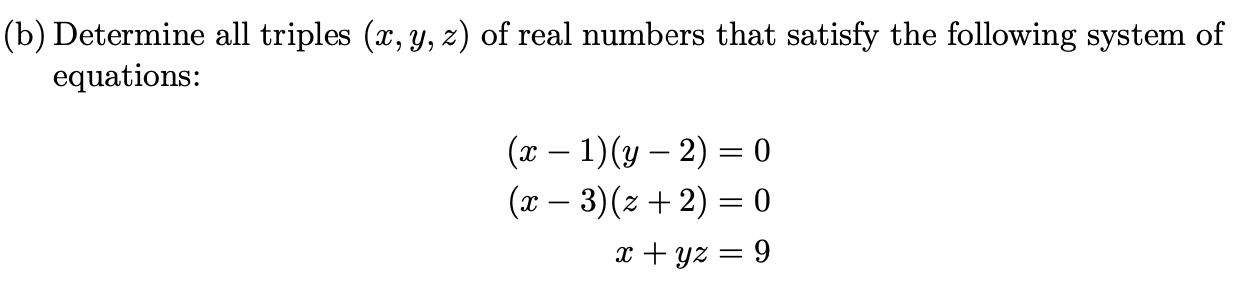 (b) Determine all triples (x, y, z) of real numbers that satisfy the following system of
equations:
(x − 1)(y − 2) = 0
(x − 3)(z + 2) = 0
x + yz = 9